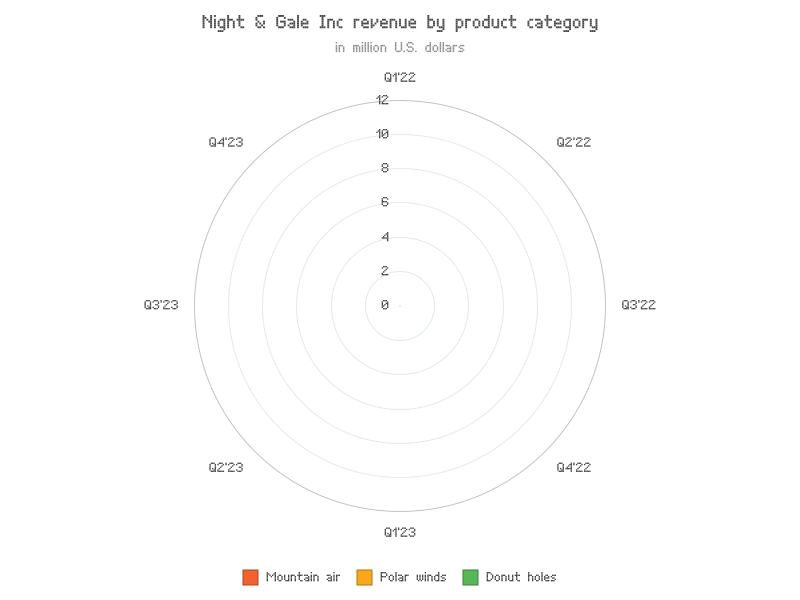 Night & Gale Inc revenue by product category
in million U.S. dollars
Q1'22
12
10
Q4'23
Q2'22
8
6
4
2
Q3'23
0
Q3'22
Q2'23
Q4'22
Q1'23
Mountain air
Polar winds
Donut holes